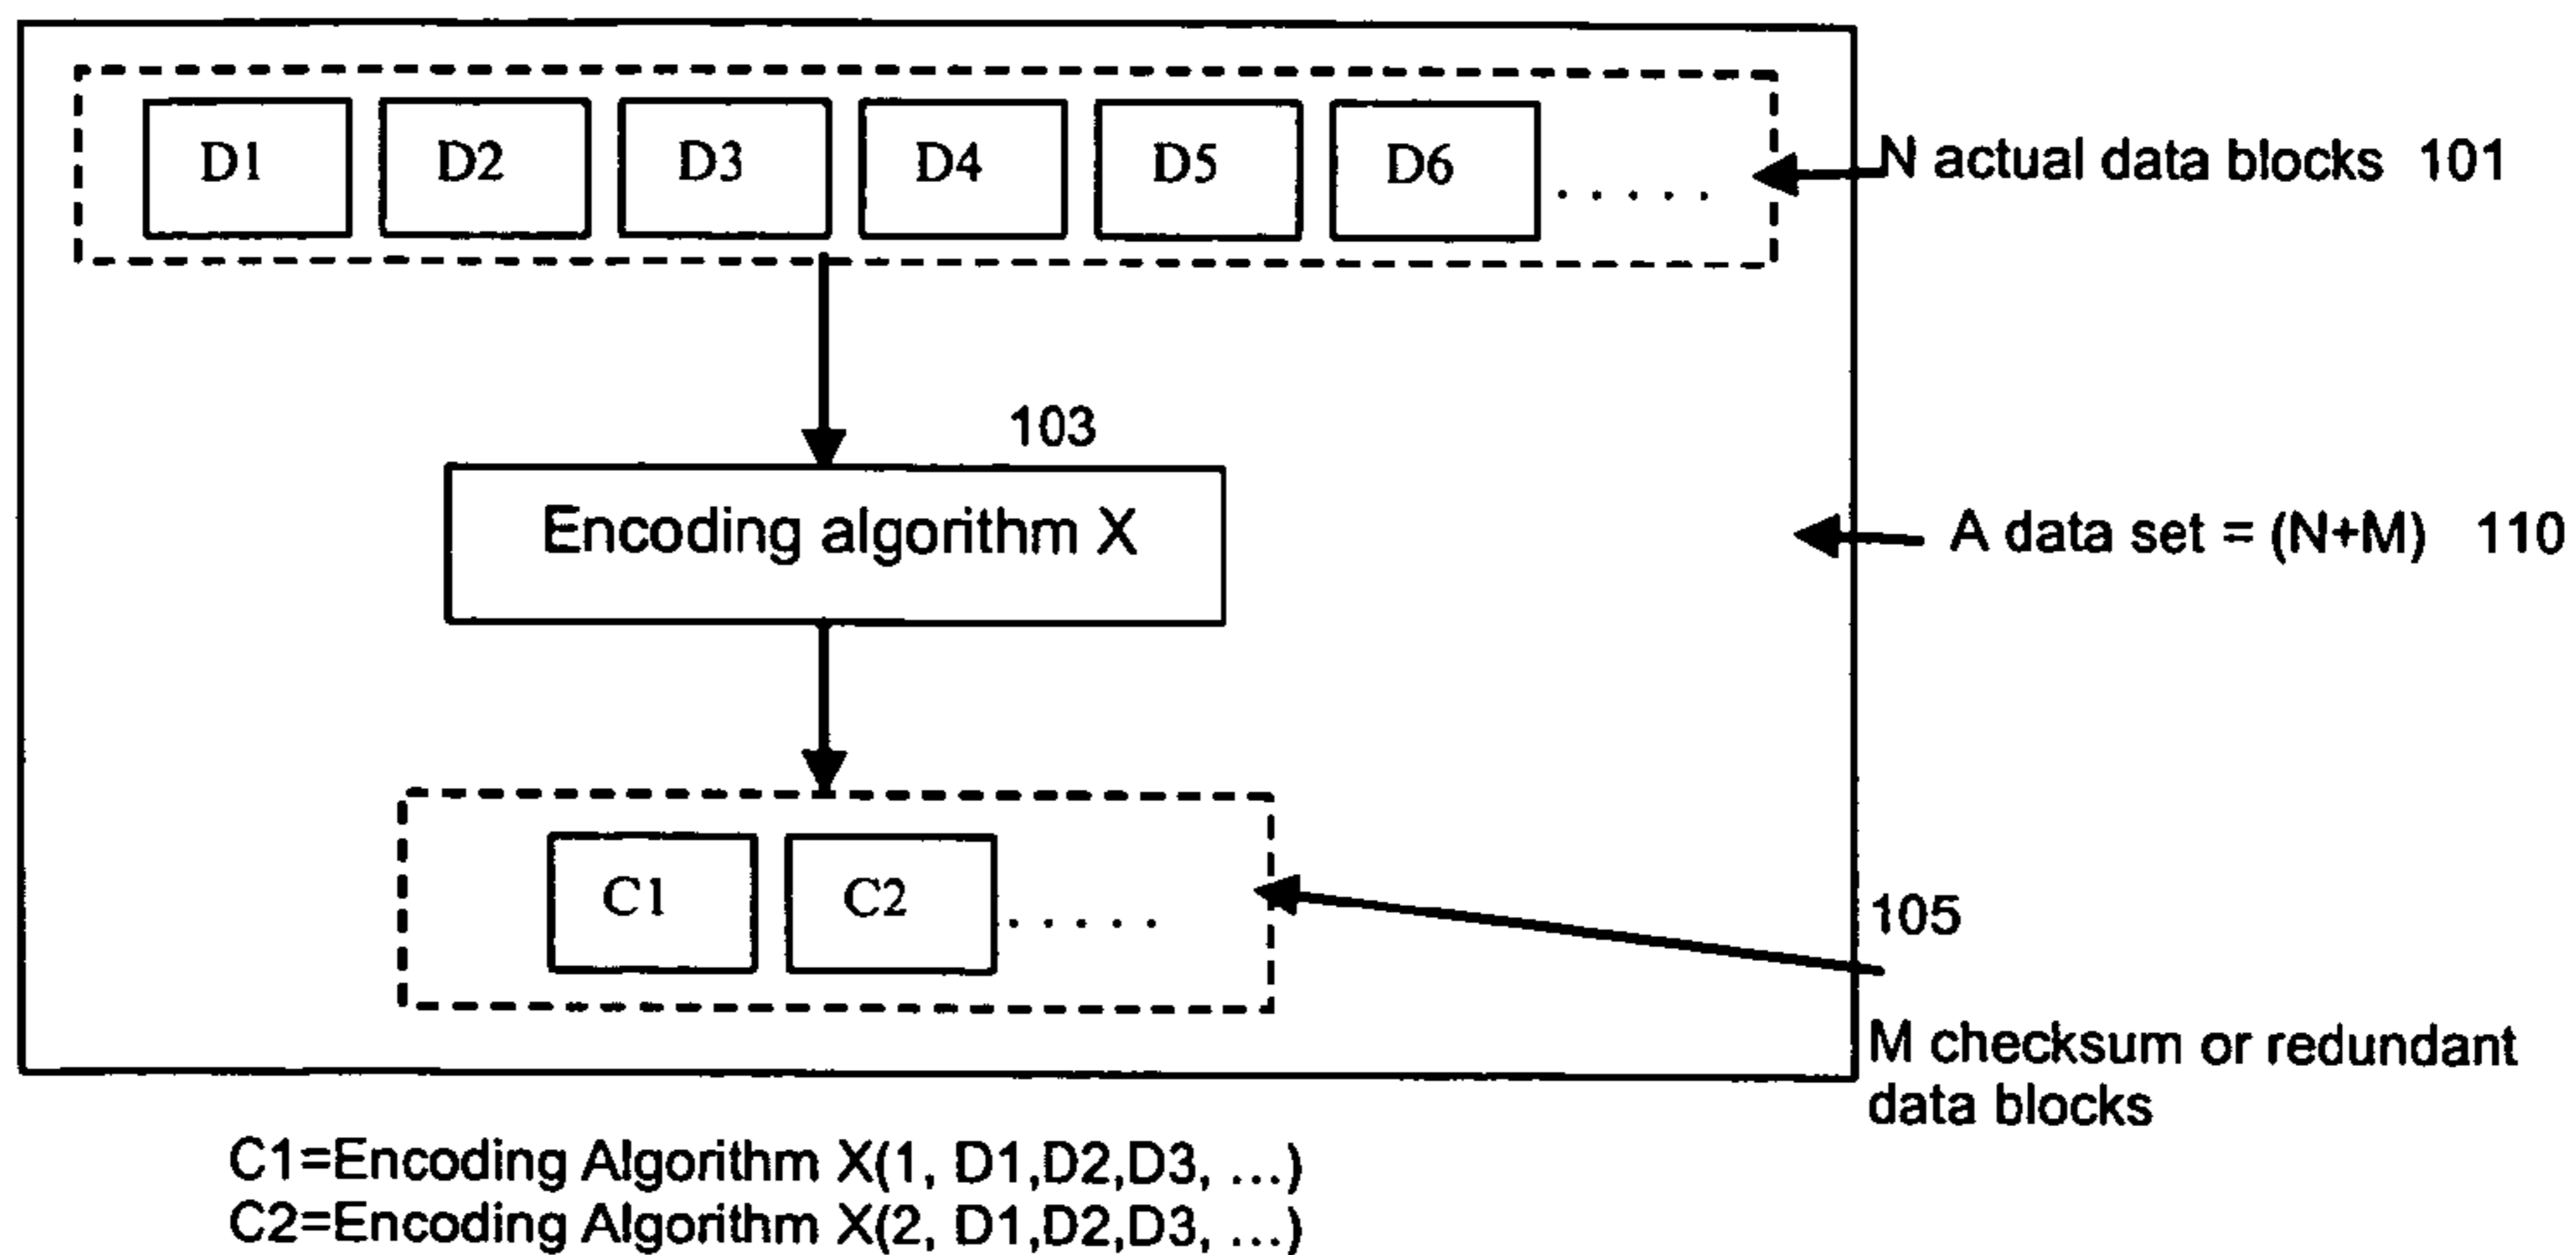 D1 D2 D3 D4 D5 D6 . . . . .
N actual data blocks 101
103
Encoding algorithm X
A data set = (N+M) 110
C1 C2 . . . . .
105
M checksum or redundant
data blocks
C1=Encoding Algorithm X(1, D1,D2,D3, ...)
C2=Encoding Algorithm X(2, D1,D2,D3, ...)